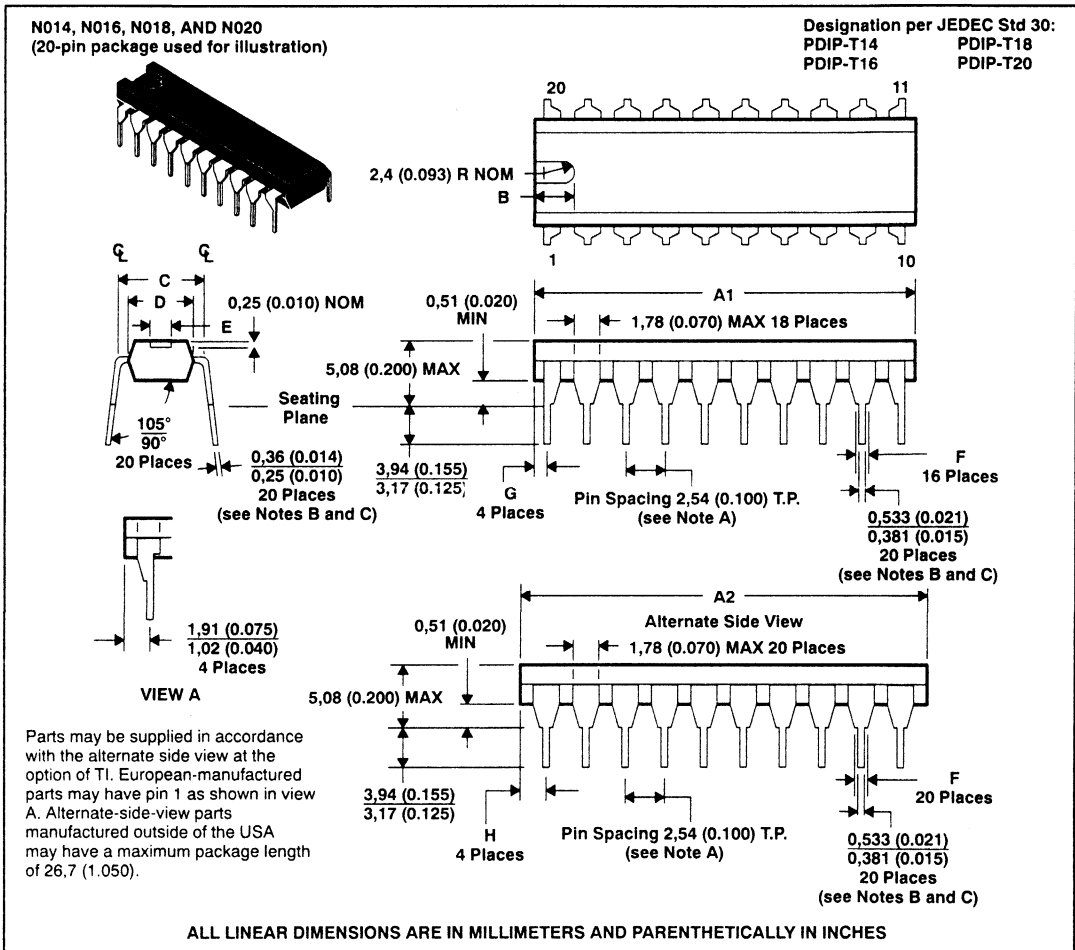 N014, N016, N018, AND N020
(20-pin package used for illustration)
Designation per JEDEC Std 30:
PDIP-T14 PDIP-T18
PDIP-T16 PDIP-T20
20 11
2,4 (0.093) R NOM
B
1 10
℄ ℄
C
D
0,25 (0.010) NOM
E
105°
90°
20 Places
0,36 (0.014)
0,25 (0.010)
20 Places
(see Notes B and C)
A1
0,51 (0.020)
MIN
1,78 (0.070) MAX 18 Places
5,08 (0.200) MAX
Seating
Plane
3,94 (0.155)
3,17 (0.125)
G
4 Places
Pin Spacing 2,54 (0.100) T.P.
(see Note A)
F
16 Places
0,533 (0.021)
0,381 (0.015)
20 Places
(see Notes B and C)
1,91 (0.075)
1,02 (0.040)
4 Places
VIEW A
A2
Alternate Side View
0,51 (0.020)
MIN
1,78 (0.070) MAX 20 Places
5,08 (0.200) MAX
3,94 (0.155)
3,17 (0.125)
H
4 Places
Pin Spacing 2,54 (0.100) T.P.
(see Note A)
F
20 Places
0,533 (0.021)
0,381 (0.015)
20 Places
(see Notes B and C)
Parts may be supplied in accordance
with the alternate side view at the
option of TI. European-manufactured
parts may have pin 1 as shown in view
A. Alternate-side-view parts
manufactured outside of the USA
may have a maximum package length
of 26,7 (1.050).
ALL LINEAR DIMENSIONS ARE IN MILLIMETERS AND PARENTHETICALLY IN INCHES